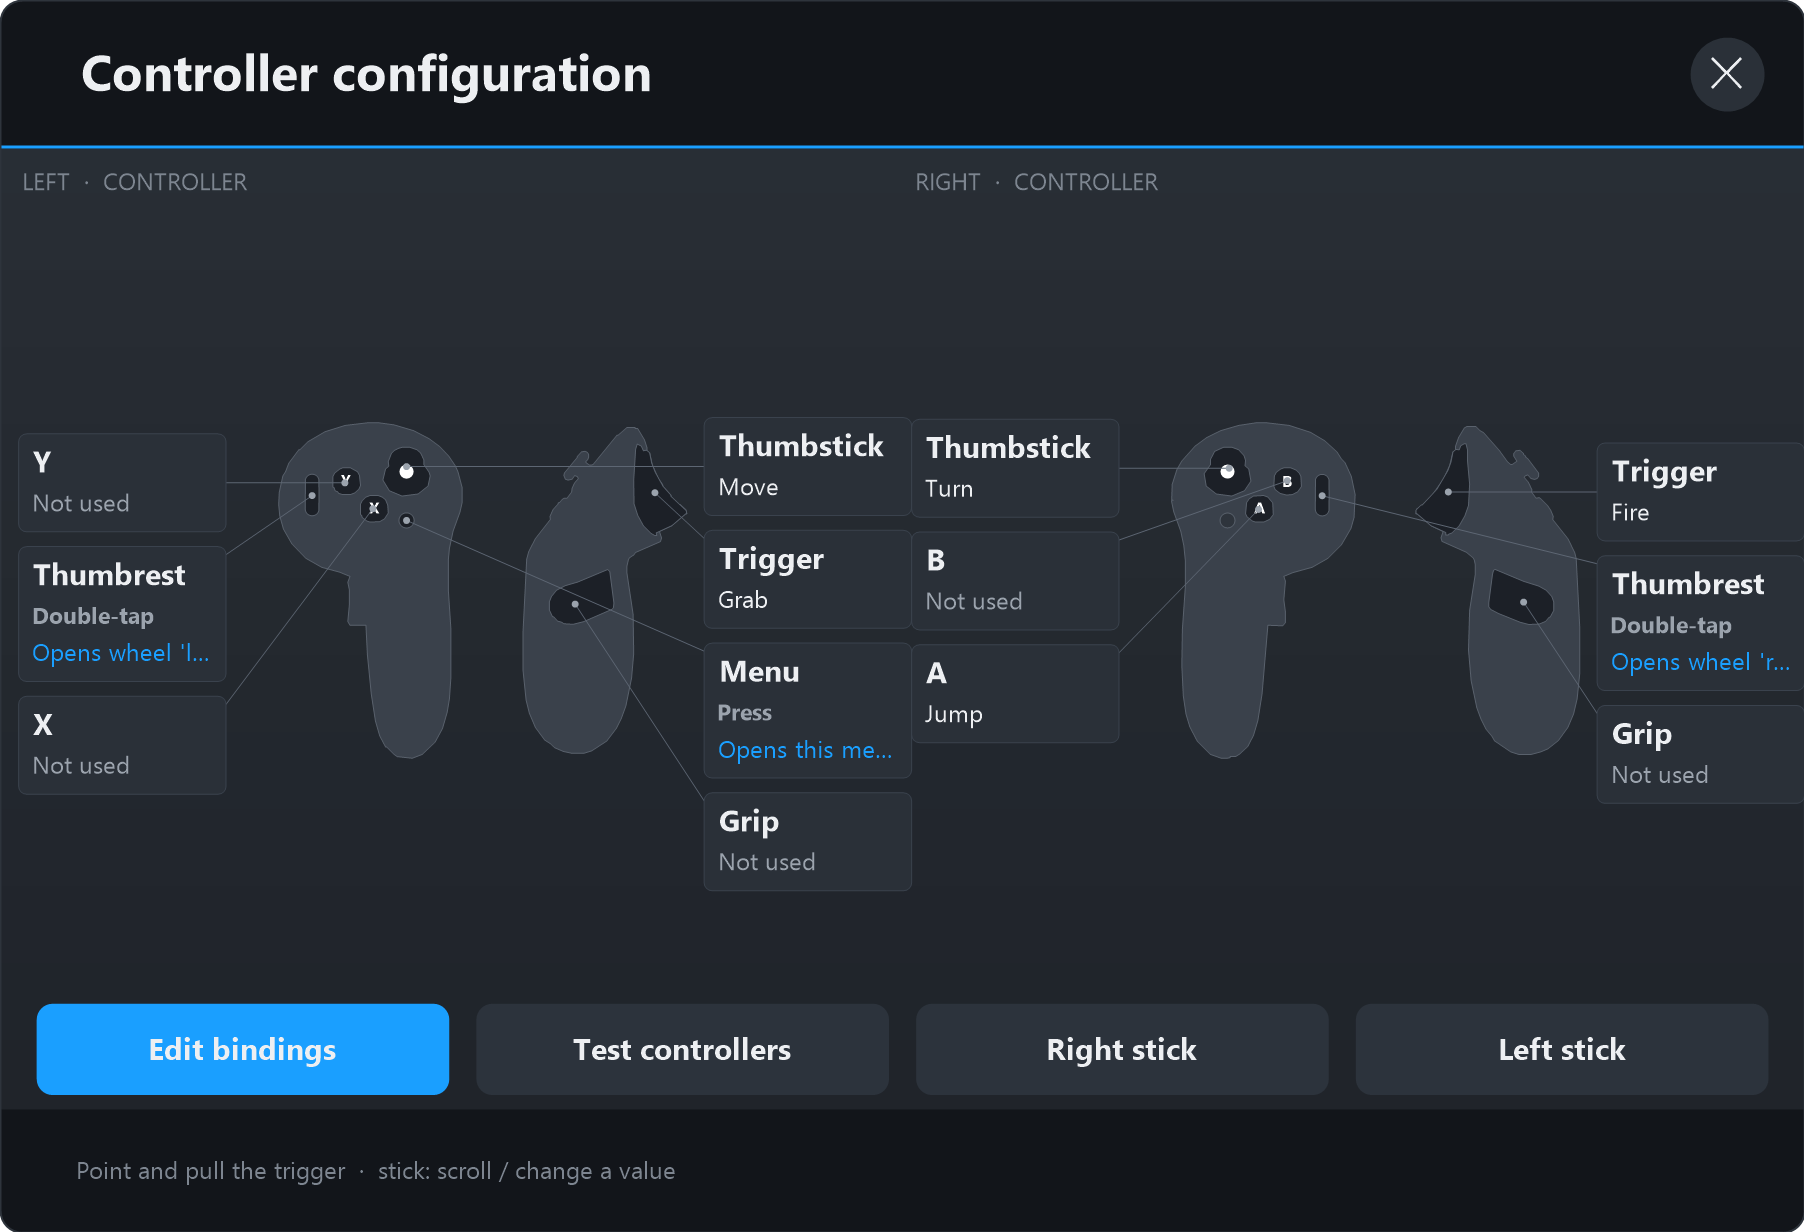 Controller configuration
LEFT · CONTROLLER
RIGHT · CONTROLLER
Y
Not used
Thumbrest
Double-tap
Opens wheel 'l...
X
Not used
Y
X
Thumbstick
Move
Trigger
Grab
Menu
Press
Opens this me...
Grip
Not used
Thumbstick
Turn
B
Not used
A
Jump
B
A
Trigger
Fire
Thumbrest
Double-tap
Opens wheel 'r...
Grip
Not used
Edit bindings
Test controllers
Right stick
Left stick
Point and pull the trigger · stick: scroll / change a value